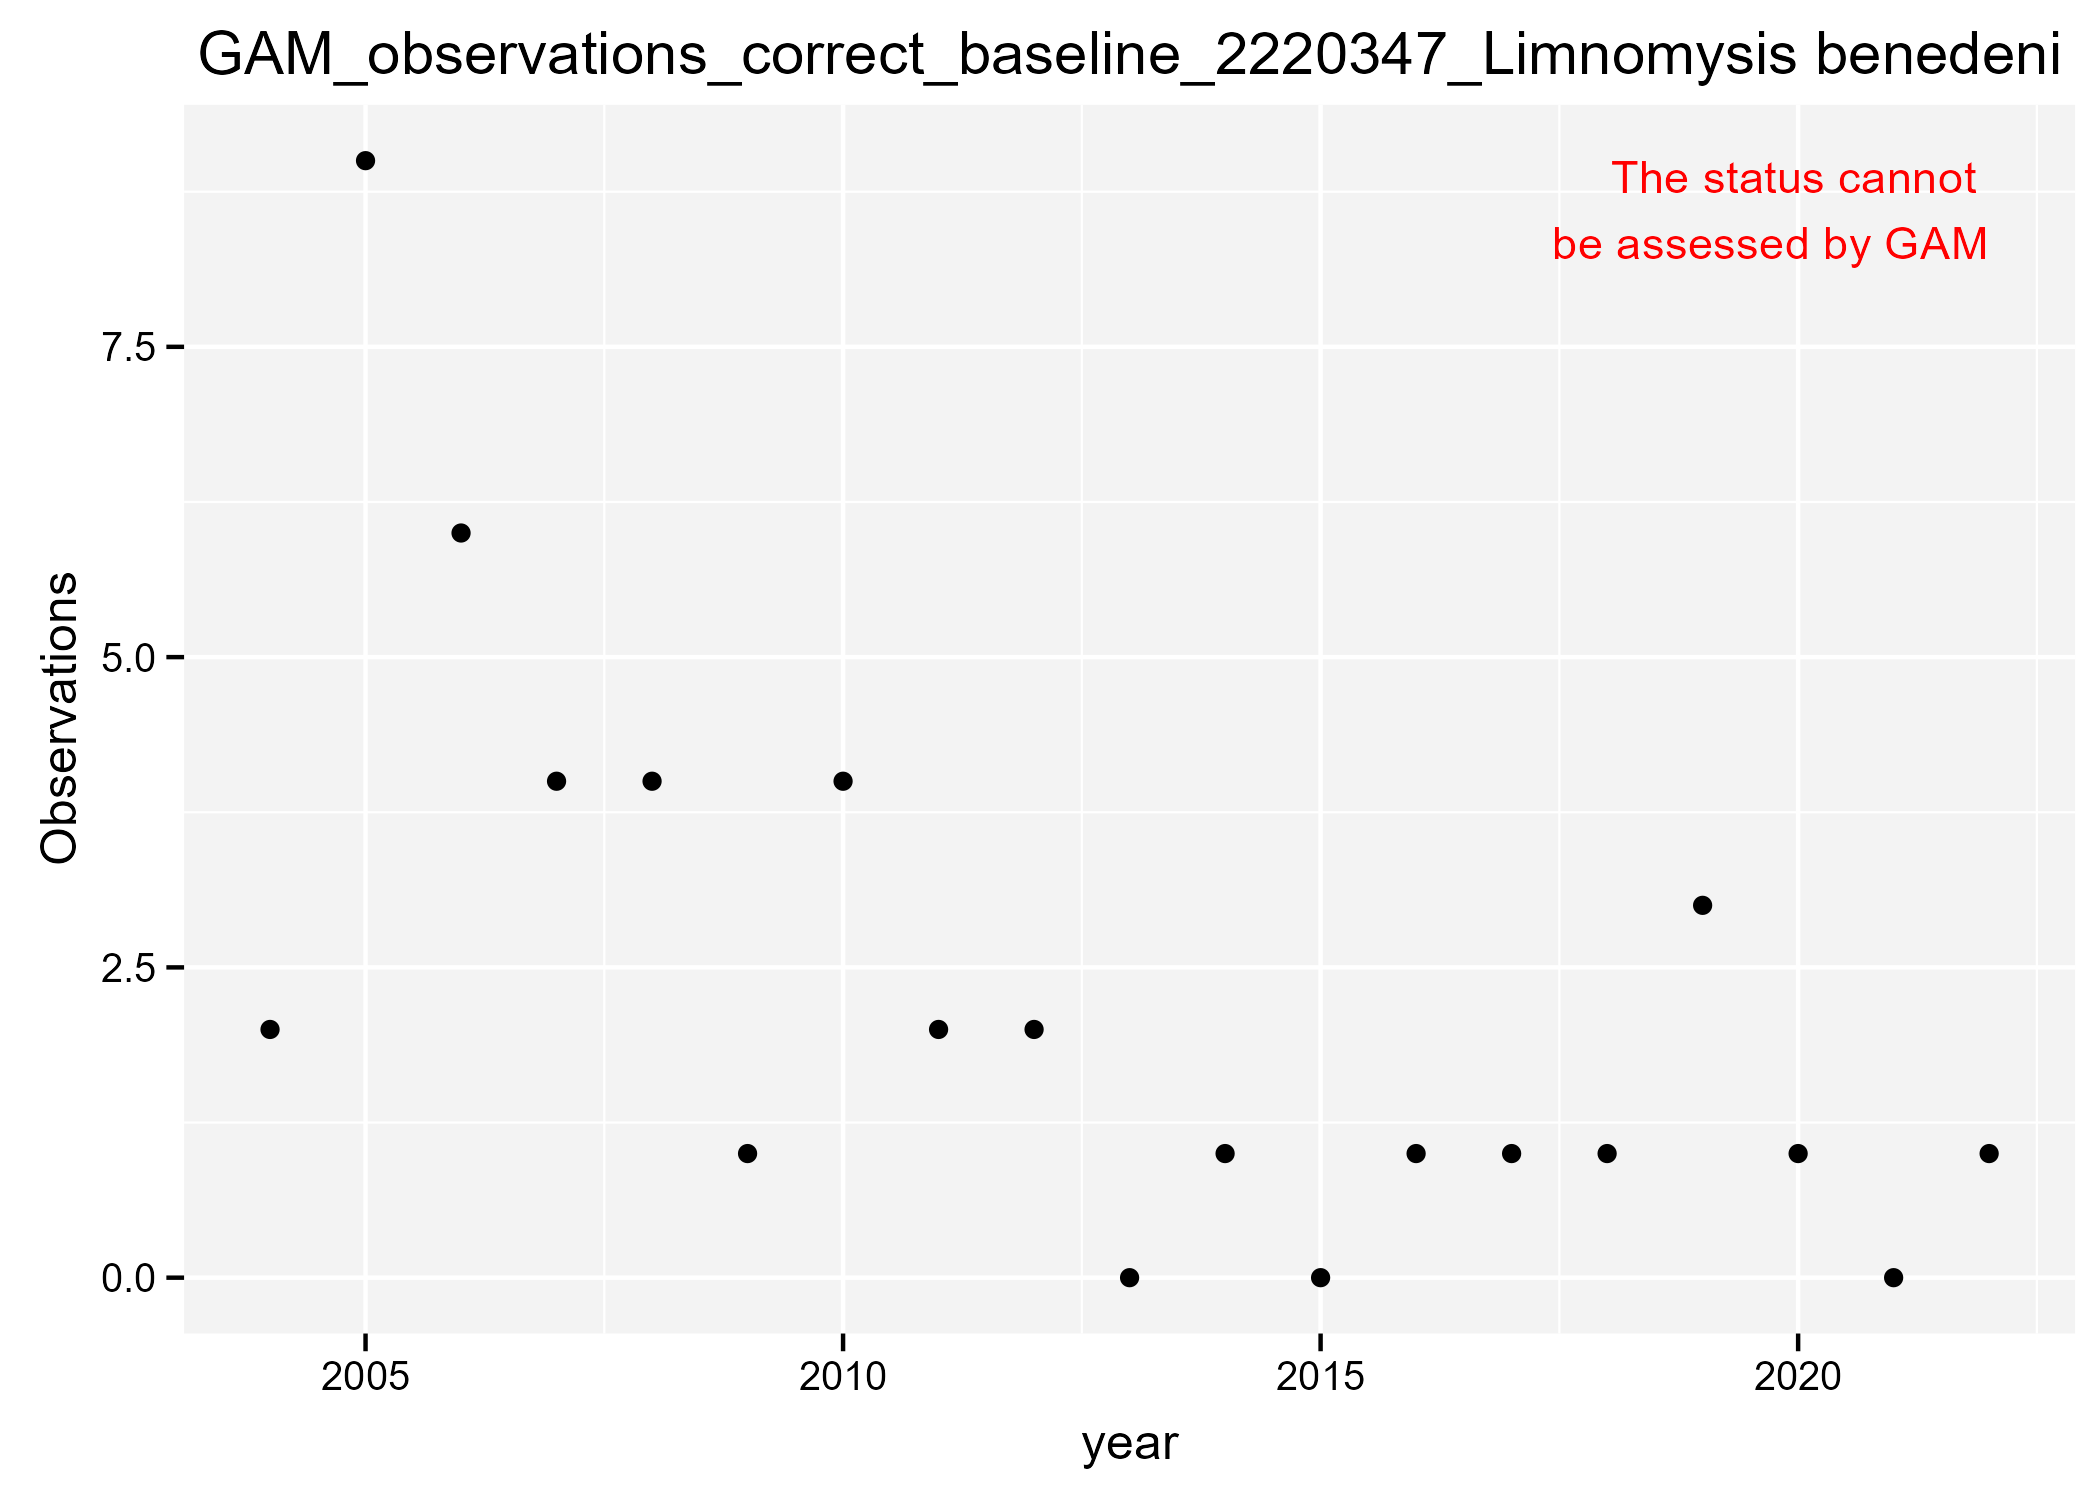 GAM_observations_correct_baseline_2220347_Limnomysis benedeni
The status cannot
be assessed by GAM
7.5
5.0
2.5
0.0
Observations
2005 2010 2015 2020
year